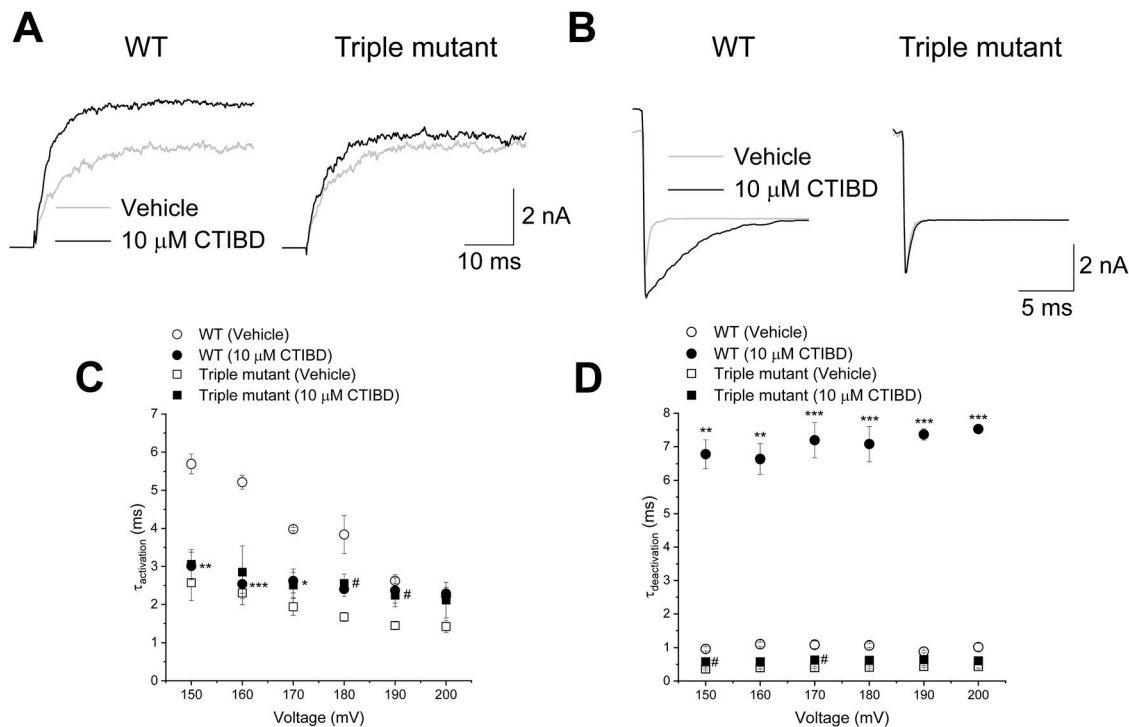 A
WT
Triple mutant
Vehicle
10 μM CTIBD
2 nA
10 ms
B
WT
Triple mutant
Vehicle
10 μM CTIBD
2 nA
5 ms
C
WT (Vehicle)
WT (10 μM CTIBD)
Triple mutant (Vehicle)
Triple mutant (10 μM CTIBD)
7
6
5
4
3
2
1
0
τactivation (ms)
**
***
*
#
#
150 160 170 180 190 200
Voltage (mV)
D
WT (Vehicle)
WT (10 μM CTIBD)
Triple mutant (Vehicle)
Triple mutant (10 μM CTIBD)
8
7
6
5
4
3
2
1
0
τdeactivation (ms)
** ** *** *** *** ***
# #
150 160 170 180 190 200
Voltage (mV)